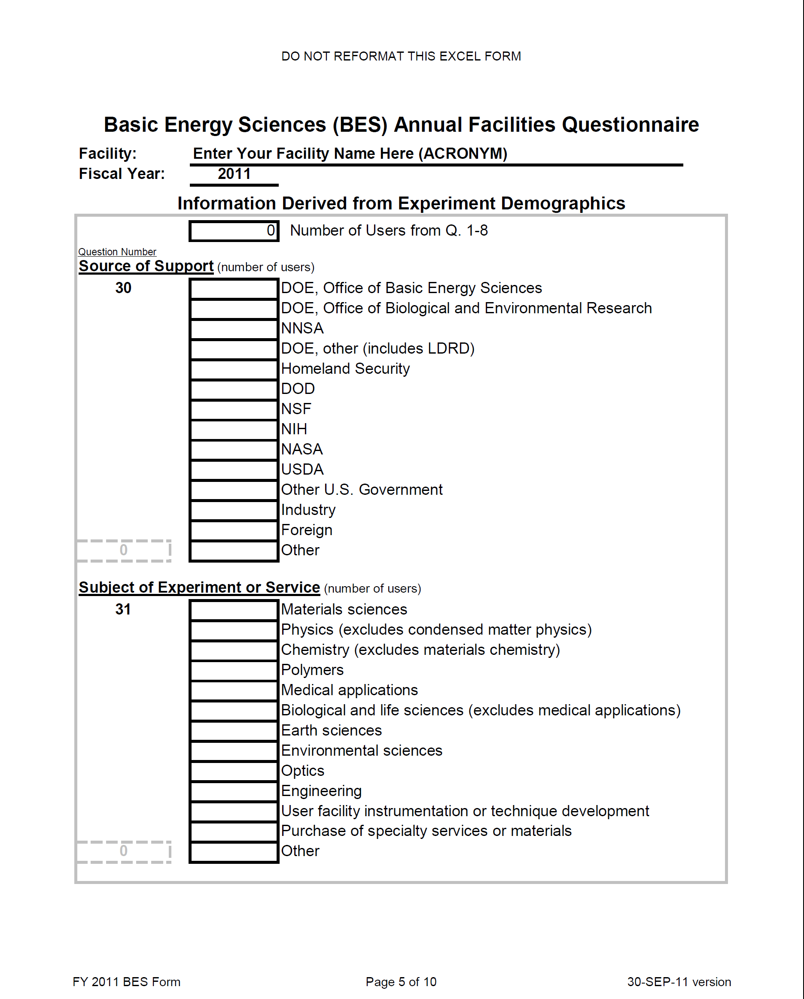 DO NOT REFORMAT THIS EXCEL FORM
Basic Energy Sciences (BES) Annual Facilities Questionnaire
Facility: Enter Your Facility Name Here (ACRONYM)
Fiscal Year: 2011
Information Derived from Experiment Demographics
0 Number of Users from Q. 1-8
Question Number
Source of Support (number of users)
30 DOE, Office of Basic Energy Sciences
DOE, Office of Biological and Environmental Research
NNSA
DOE, other (includes LDRD)
Homeland Security
DOD
NSF
NIH
NASA
USDA
Other U.S. Government
Industry
Foreign
0 Other
Subject of Experiment or Service (number of users)
31 Materials sciences
Physics (excludes condensed matter physics)
Chemistry (excludes materials chemistry)
Polymers
Medical applications
Biological and life sciences (excludes medical applications)
Earth sciences
Environmental sciences
Optics
Engineering
User facility instrumentation or technique development
Purchase of specialty services or materials
0 Other
FY 2011 BES Form Page 5 of 10 30-SEP-11 version